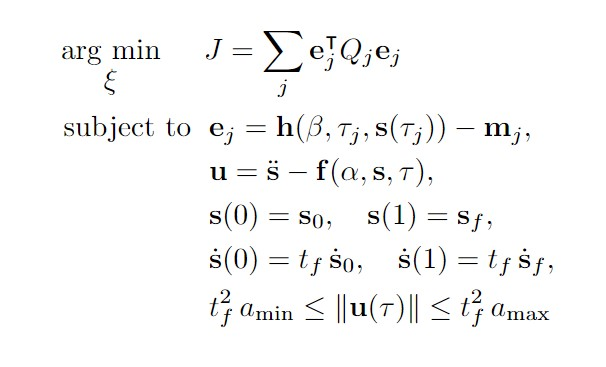 arg min J = ∑ e_j^⊺ Q_j e_j
ξ j
subject to e_j = h(β, τ_j, s(τ_j)) − m_j,
u = s̈ − f(α, s, τ),
s(0) = s_0, s(1) = s_f,
ṡ(0) = t_f ṡ_0, ṡ(1) = t_f ṡ_f,
t_f^2 a_min ≤ ‖u(τ)‖ ≤ t_f^2 a_max